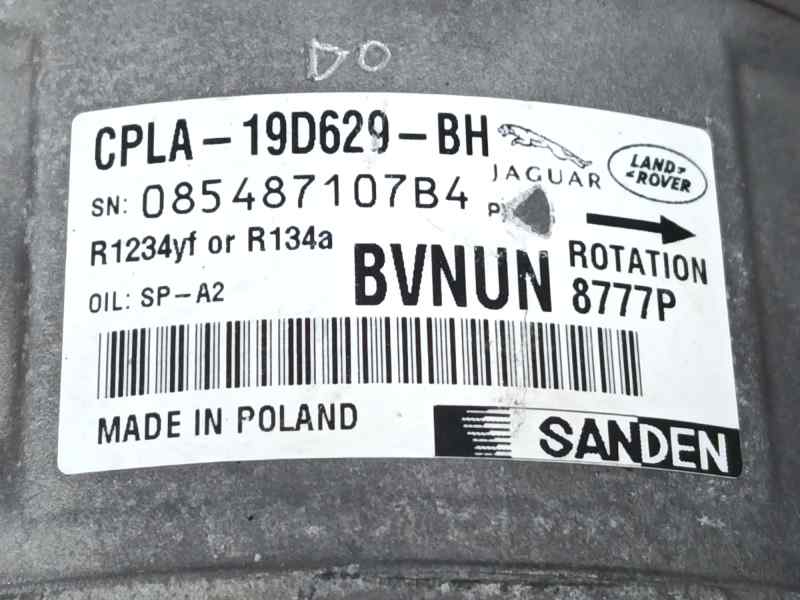 DO
CPLA-19D629-BH
JAGUAR
LAND ROVER
SN: 085487107B4
R1234yf or R134a
ROTATION
OIL: SP-A2
BVNUN
8777P
MADE IN POLAND
SANDEN